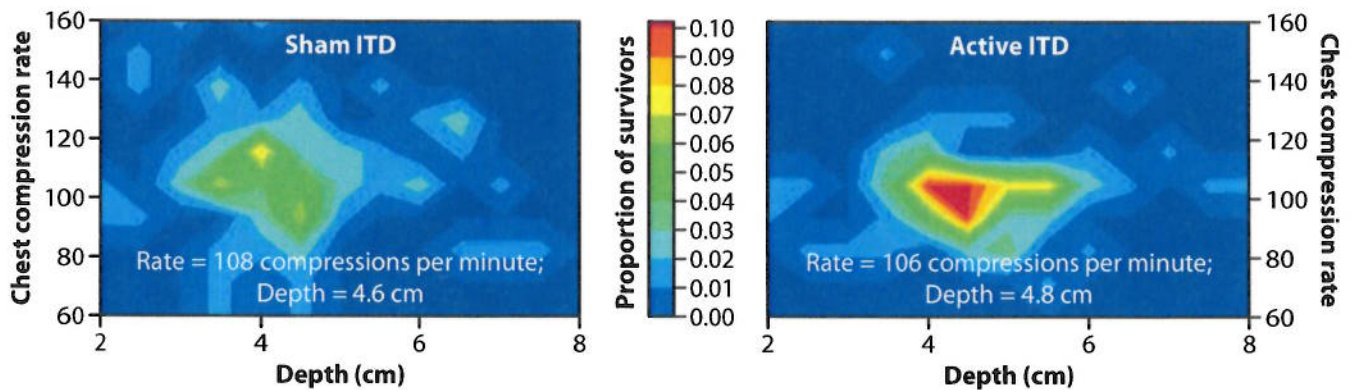 160
140
120
100
80
60
Chest compression rate
Sham ITD
Rate = 108 compressions per minute;
Depth = 4.6 cm
2
4
6
8
Depth (cm)
Proportion of survivors
0.10
0.09
0.08
0.07
0.06
0.04
0.03
0.02
0.01
0.00
Active ITD
Rate = 106 compressions per minute;
Depth = 4.8 cm
2
4
6
8
Depth (cm)
160
140
120
100
80
60
Chest compression rate